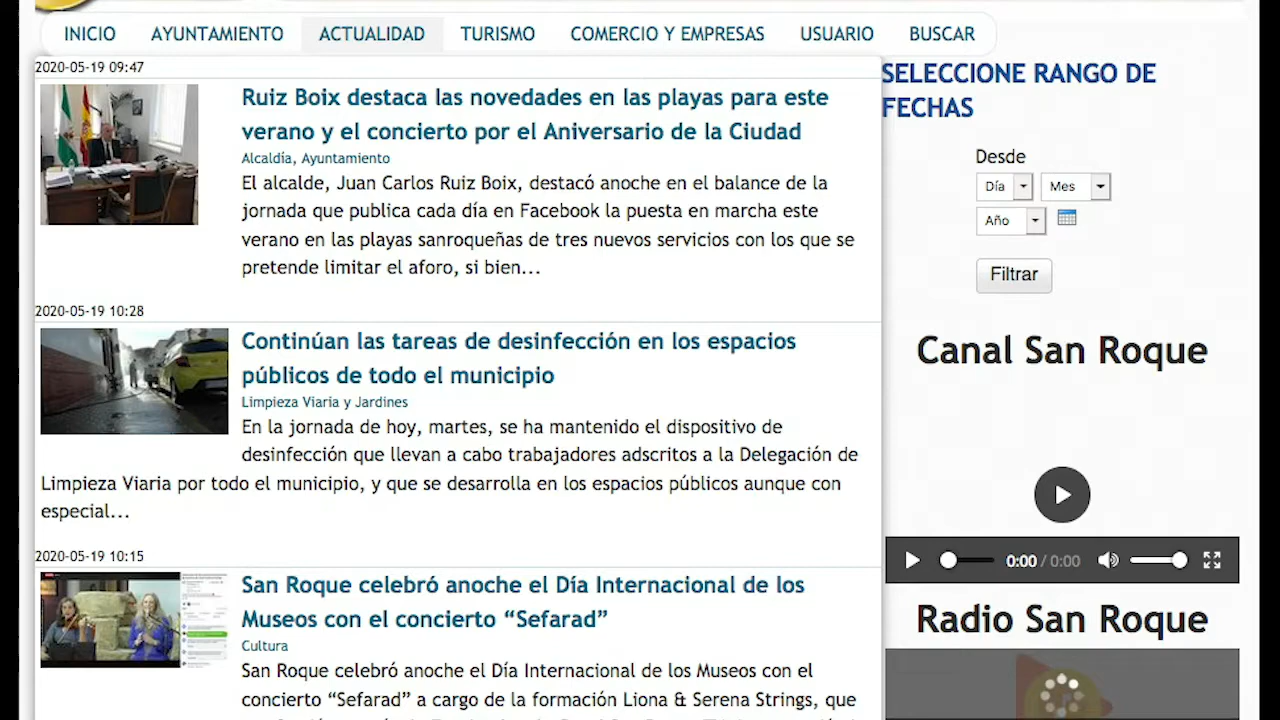 INICIO AYUNTAMIENTO ACTUALIDAD TURISMO COMERCIO Y EMPRESAS USUARIO BUSCAR
2020-05-19 09:47
Ruiz Boix destaca las novedades en las playas para este
verano y el concierto por el Aniversario de la Ciudad
Alcaldía, Ayuntamiento
El alcalde, Juan Carlos Ruiz Boix, destacó anoche en el balance de la
jornada que publica cada día en Facebook la puesta en marcha este
verano en las playas sanroqueñas de tres nuevos servicios con los que se
pretende limitar el aforo, si bien...
2020-05-19 10:28
Continúan las tareas de desinfección en los espacios
públicos de todo el municipio
Limpieza Viaria y Jardines
En la jornada de hoy, martes, se ha mantenido el dispositivo de
desinfección que llevan a cabo trabajadores adscritos a la Delegación de
Limpieza Viaria por todo el municipio, y que se desarrolla en los espacios públicos aunque con
especial...
2020-05-19 10:15
San Roque celebró anoche el Día Internacional de los
Museos con el concierto “Sefarad”
Cultura
San Roque celebró anoche el Día Internacional de los Museos con el
concierto “Sefarad” a cargo de la formación Liona & Serena Strings, que
SELECCIONE RANGO DE
FECHAS
Desde
Día Mes
Año
Filtrar
Canal San Roque
0:00 / 0:00
Radio San Roque